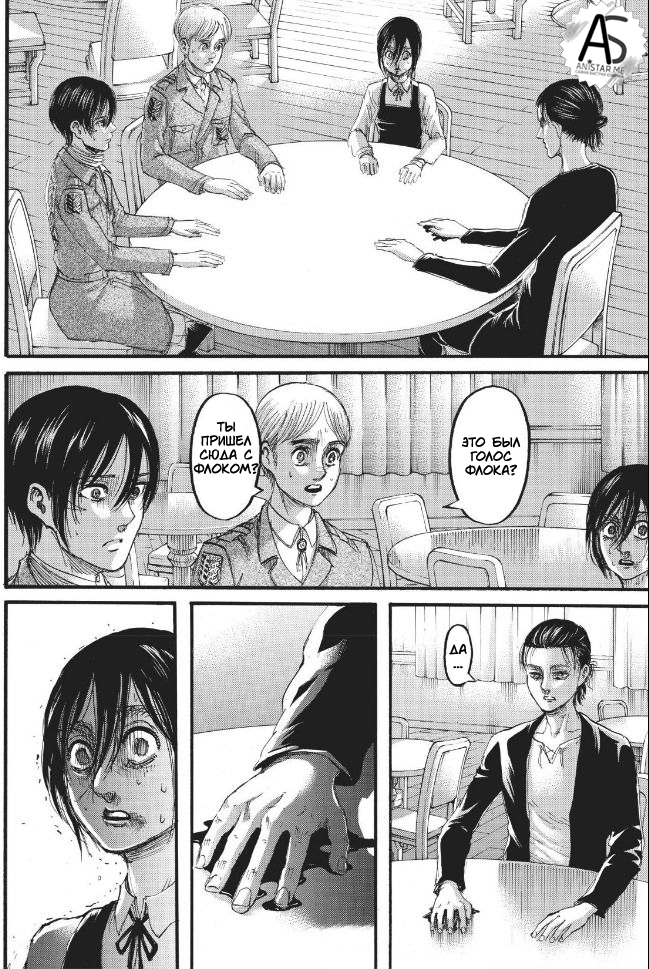 AS
ANISTAR.ME
ЭТО БЫЛ
ГОЛОС
ФЛОКА?
ТЫ
ПРИШЕЛ
СЮДА С
ФЛОКОМ?
ДА
...